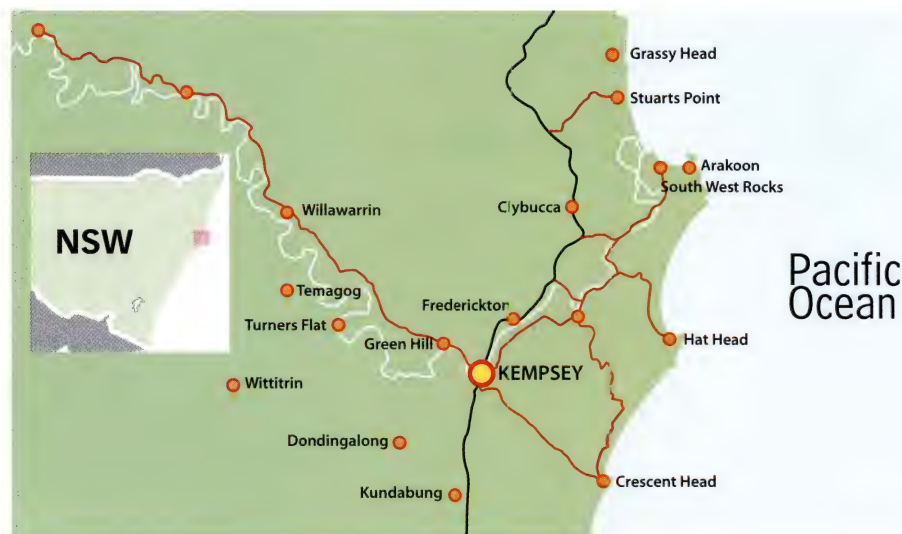 Grassy Head
Stuarts Point
Arakoon
South West Rocks
Clybucca
Willawarrin
NSW
Pacific
Ocean
Temagog
Frederickton
Turners Flat
Green Hill
Hat Head
KEMPSEY
Wittitrin
Dondingalong
Crescent Head
Kundabung